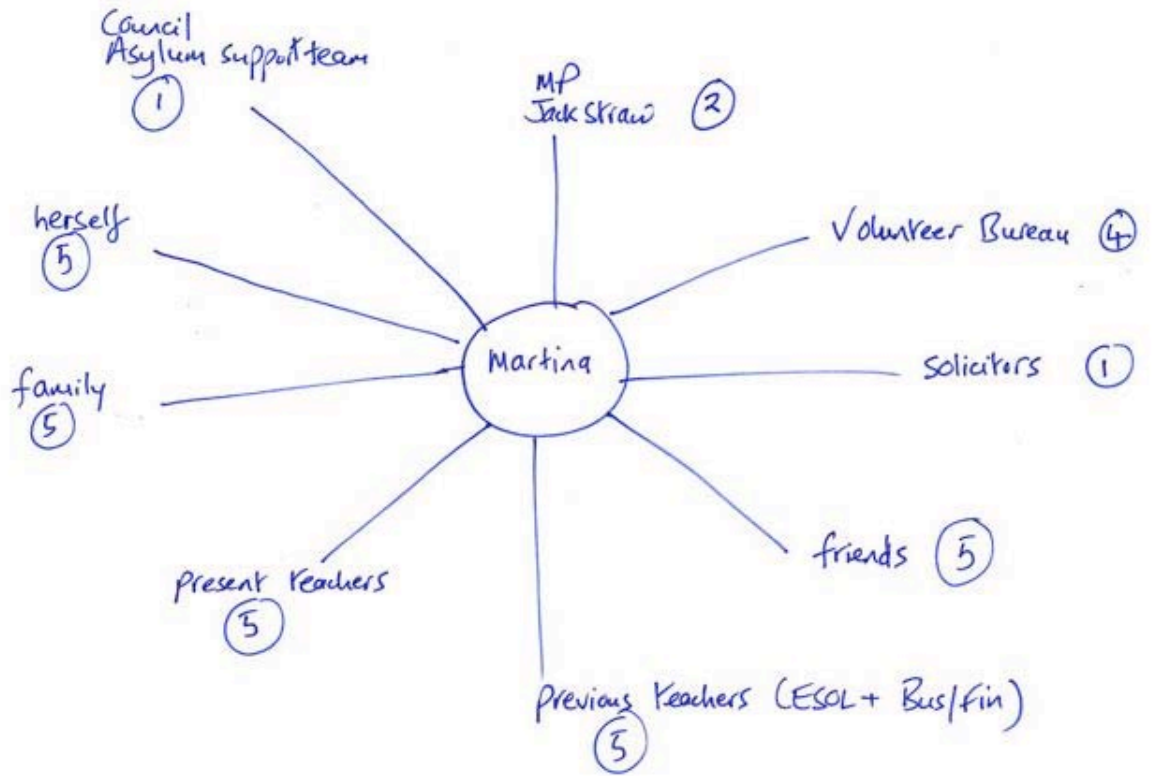 Council
Asylum support team
1
MP
Jack Straw 2
Volunteer Bureau 4
herself
5
Martina
solicitors 1
family
5
friends 5
present teachers
5
previous teachers (ESOL + Bus/Fin)
5